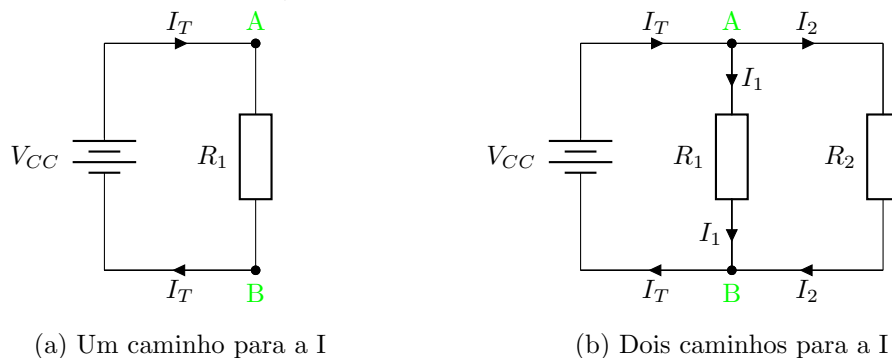 I_T A
V_CC R_1
I_T B
(a) Um caminho para a I
I_T A I_2
I_1
V_CC R_1 R_2
I_1
I_T B I_2
(b) Dois caminhos para a I